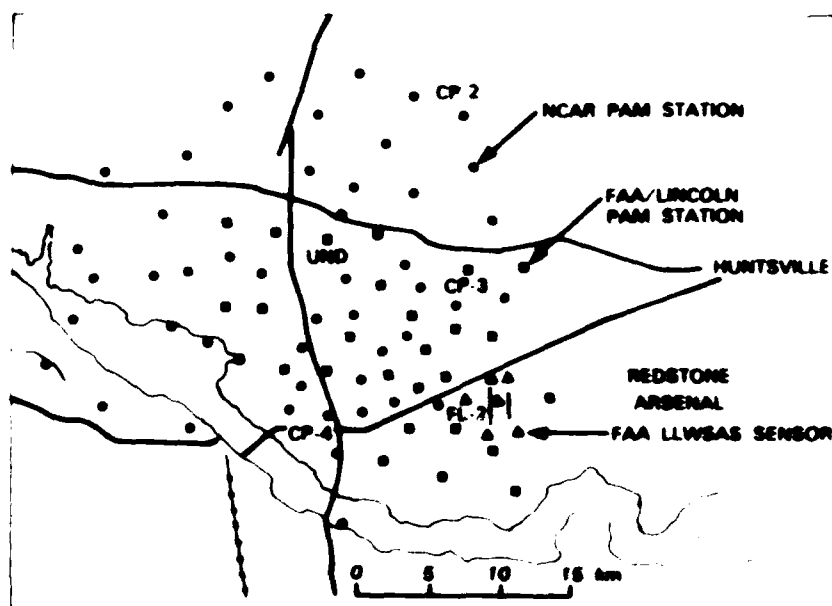 CP-2
NCAR PAM STATION
FAA/LINCOLN
PAM STATION
UND
HUNTSVILLE
CP-3
REDSTONE
ARSENAL
FL-2
CP-4
FAA LLWSAS SENSOR
0 5 10 15 km